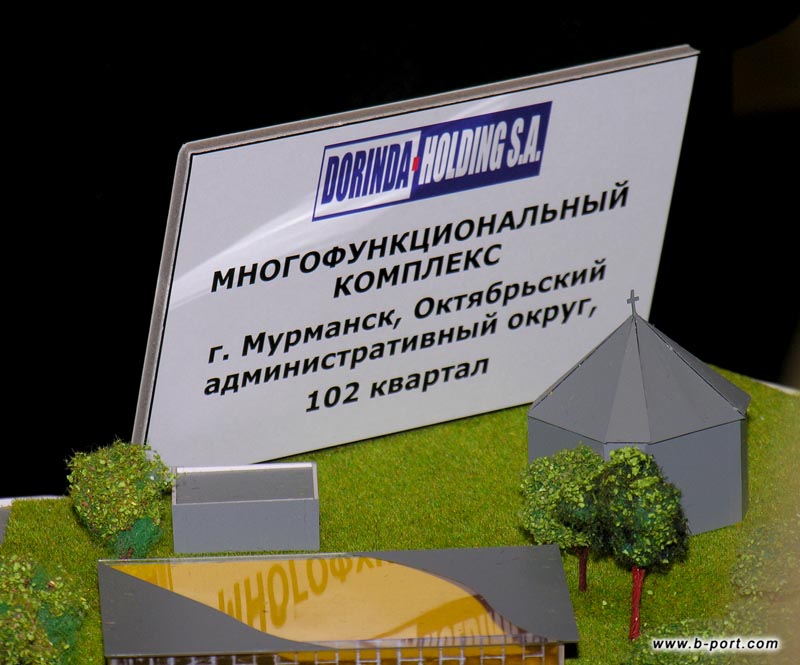 DORINDA HOLDING S.A.
МНОГОФУНКЦИОНАЛЬНЫЙ
КОМПЛЕКС
г. Мурманск, Октябрьский
административный округ,
102 квартал
www.b-port.com